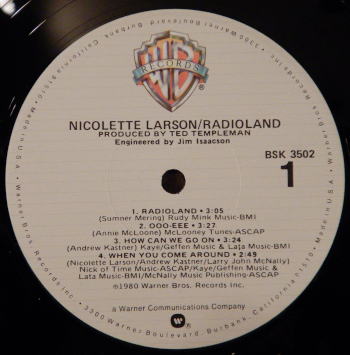 WB
RECORDS
NICOLETTE LARSON/RADIOLAND
PRODUCED BY TED TEMPLEMAN
Engineered by Jim Isaacson
BSK 3502
1
1. RADIOLAND • 3:05
(Sumner Mering) Rudy Mink Music-BMI
2. OOO-EEE • 3:27
(Annie McLoone) McLooney Tunes-ASCAP
3. HOW CAN WE GO ON • 3:24
(Andrew Kastner) Kaye/Geffen Music & Lata Music-BMI
4. WHEN YOU COME AROUND • 2:49
(Nicolette Larson/Andrew Kastner/Larry John McNally)
Nick of Time Music-ASCAP/Kaye/Geffen Music &
Lata Music-BMI/McNally Music Publishing-ASCAP
℗1980 Warner Bros. Records Inc.
a Warner Communications Company
Made in U.S.A. • 3300 Warner Boulevard, Burbank, California 91510 • Made in U.S.A.